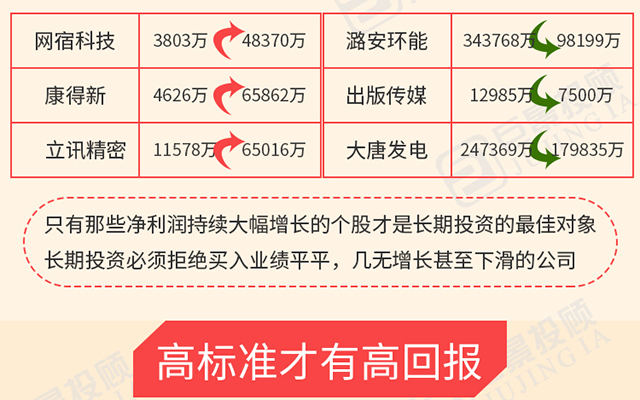 网宿科技 3803万 48370万 潞安环能 343768万 98199万
康得新 4626万 65862万 出版传媒 12985万 7500万
立讯精密 11578万 65016万 大唐发电 247369万 179835万
只有那些净利润持续大幅增长的个股才是长期投资的最佳对象
长期投资必须拒绝买入业绩平平，几无增长甚至下滑的公司
高标准才有高回报